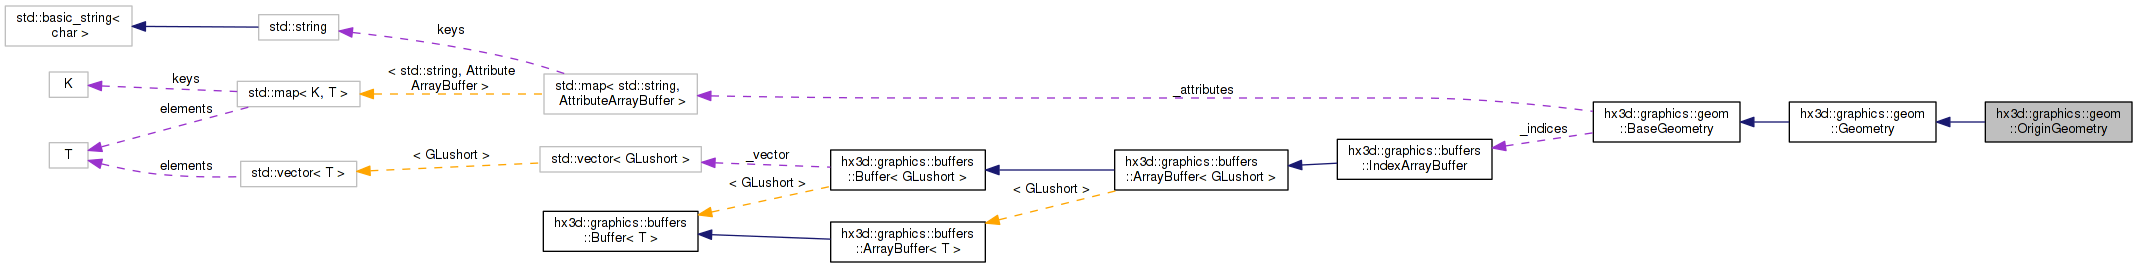 std::basic_string<
char >
std::string
keys
K
keys
std::map< K, T >
< std::string, Attribute
ArrayBuffer >
std::map< std::string,
AttributeArrayBuffer >
_attributes
elements
T
elements
std::vector< T >
< GLushort >
std::vector< GLushort >
_vector
hx3d::graphics::buffers
::Buffer< GLushort >
< GLushort >
hx3d::graphics::buffers
::Buffer< T >
hx3d::graphics::buffers
::ArrayBuffer< T >
< GLushort >
hx3d::graphics::buffers
::ArrayBuffer< GLushort >
hx3d::graphics::buffers
::IndexArrayBuffer
_indices
hx3d::graphics::geom
::BaseGeometry
hx3d::graphics::geom
::Geometry
hx3d::graphics::geom
::OriginGeometry